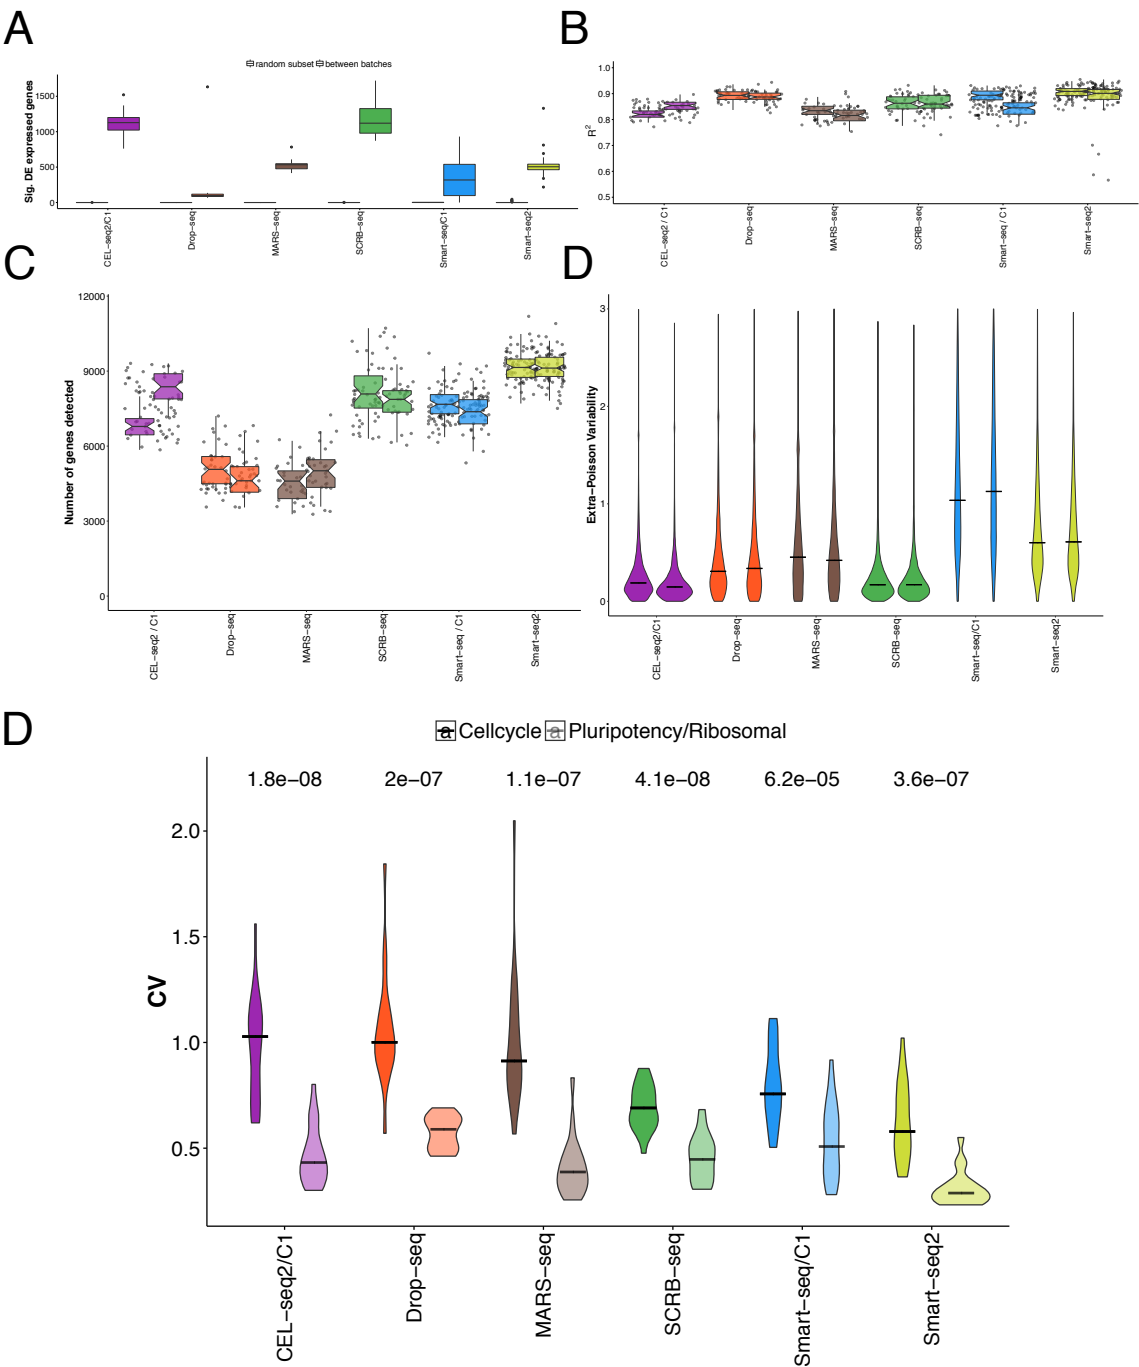 A
random subset between batches
Sig. DE expressed genes
1500
1000
500
0
CEL−seq2/C1
Drop−seq
MARS−seq
SCRB−seq
Smart−seq/C1
Smart−seq2
B
R2
1.0
0.9
0.8
0.7
0.6
0.5
CEL−seq2 / C1
Drop−seq
MARS−seq
SCRB−seq
Smart−seq / C1
Smart−seq2
C
Number of genes detected
12000
9000
6000
3000
0
CEL−seq2 / C1
Drop−seq
MARS−seq
SCRB−seq
Smart−seq / C1
Smart−seq2
D
Extra−Poisson Variability
3
2
1
0
CEL−seq2/C1
Drop−seq
MARS−seq
SCRB−seq
Smart−seq/C1
Smart−seq2
D
a Cellcycle a Pluripotency/Ribosomal
1.8e−08 2e−07 1.1e−07 4.1e−08 6.2e−05 3.6e−07
CV
2.0
1.5
1.0
0.5
CEL−seq2/C1
Drop−seq
MARS−seq
SCRB−seq
Smart−seq/C1
Smart−seq2